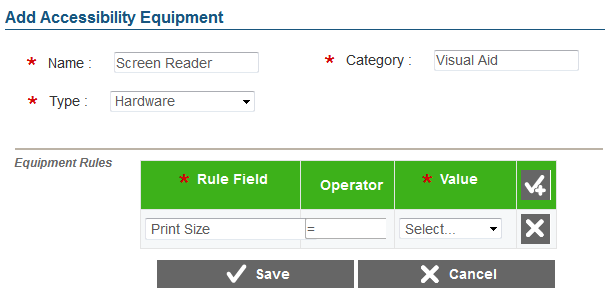 Add Accessibility Equipment
* Name : Screen Reader * Category : Visual Aid
* Type : Hardware
Equipment Rules
* Rule Field Operator * Value
Print Size = Select...
Save Cancel